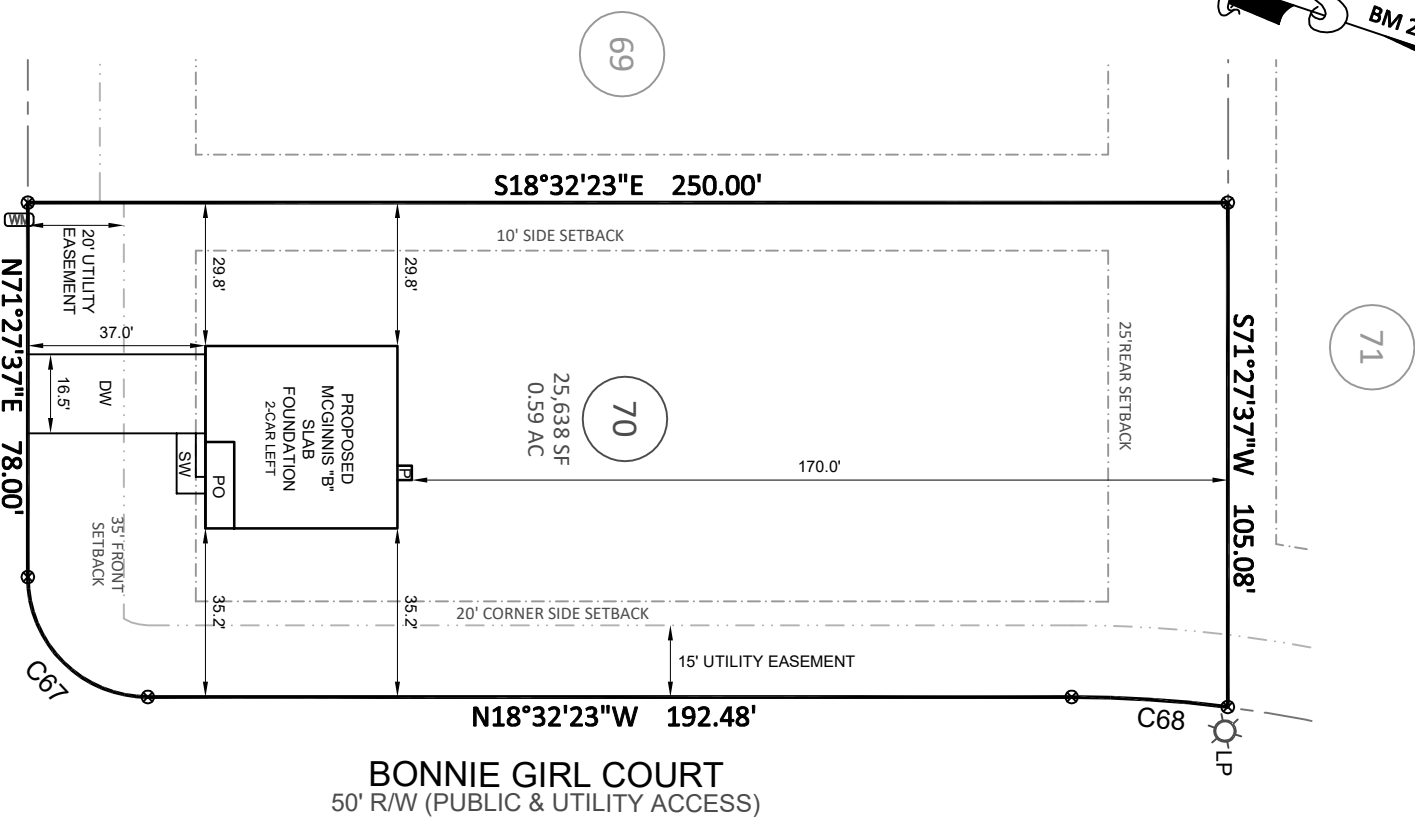 BM 2
69
S18°32'23"E 250.00'
10' SIDE SETBACK
WM
20' UTILITY
EASEMENT
29.8'
29.8'
N71°27'37"E 78.00'
37.0'
16.5'
DW
SW
PO
P
PROPOSED
MCGINNIS "B"
SLAB
FOUNDATION
2-CAR LEFT
70
25,638 SF
0.59 AC
170.0'
25'REAR SETBACK
S71°27'37"W 105.08'
71
35' FRONT
SETBACK
35.2'
35.2'
20' CORNER SIDE SETBACK
15' UTILITY EASEMENT
C67
N18°32'23"W 192.48'
C68
LP
BONNIE GIRL COURT
50' R/W (PUBLIC & UTILITY ACCESS)